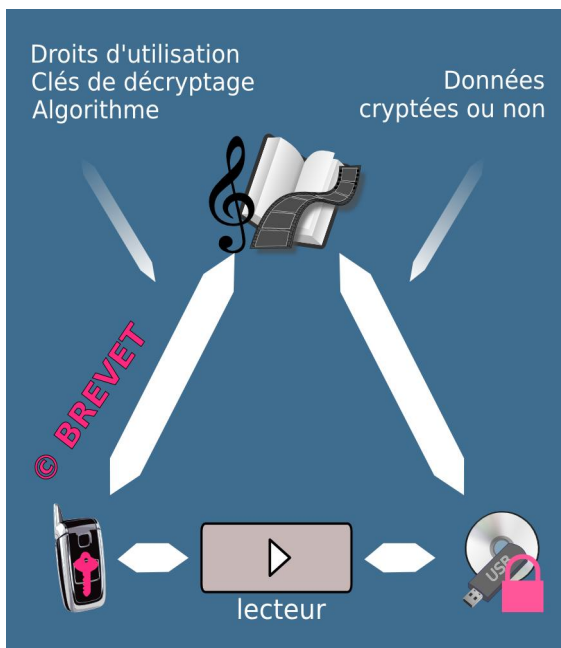 Droits d'utilisation
Clés de décryptage
Algorithme
Données
cryptées ou non
© BREVET
USB
lecteur